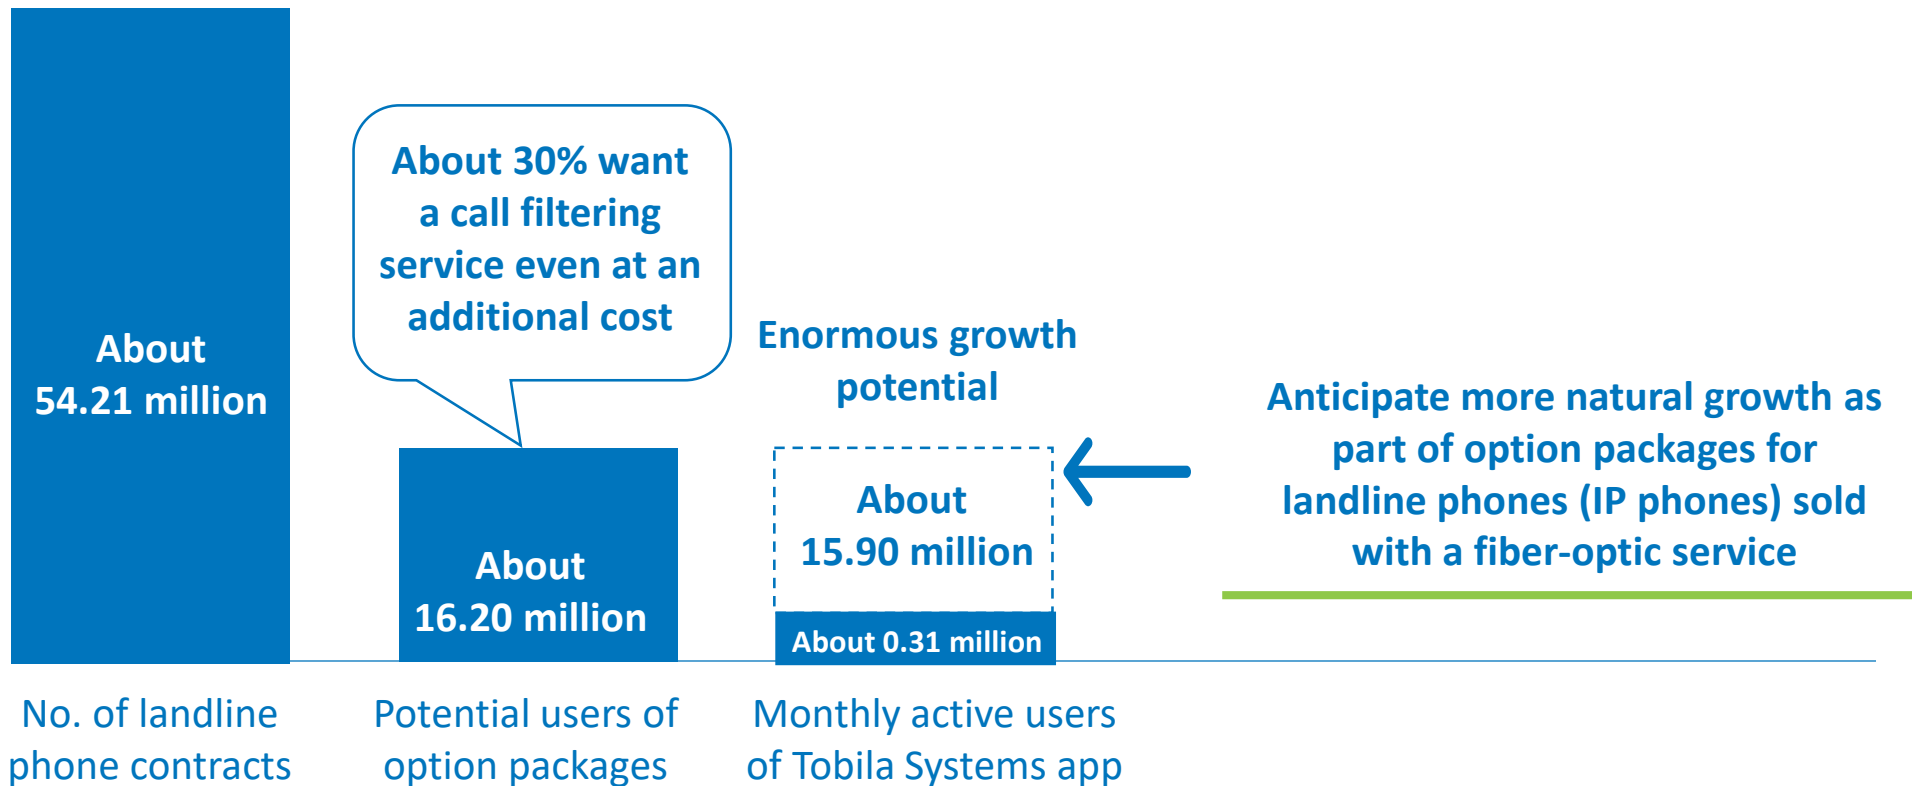 About
54.21 million
About 30% want
a call filtering
service even at an
additional cost
About
16.20 million
Enormous growth
potential
About
15.90 million
About 0.31 million
Anticipate more natural growth as
part of option packages for
landline phones (IP phones) sold
with a fiber-optic service
No. of landline
phone contracts
Potential users of
option packages
Monthly active users
of Tobila Systems app